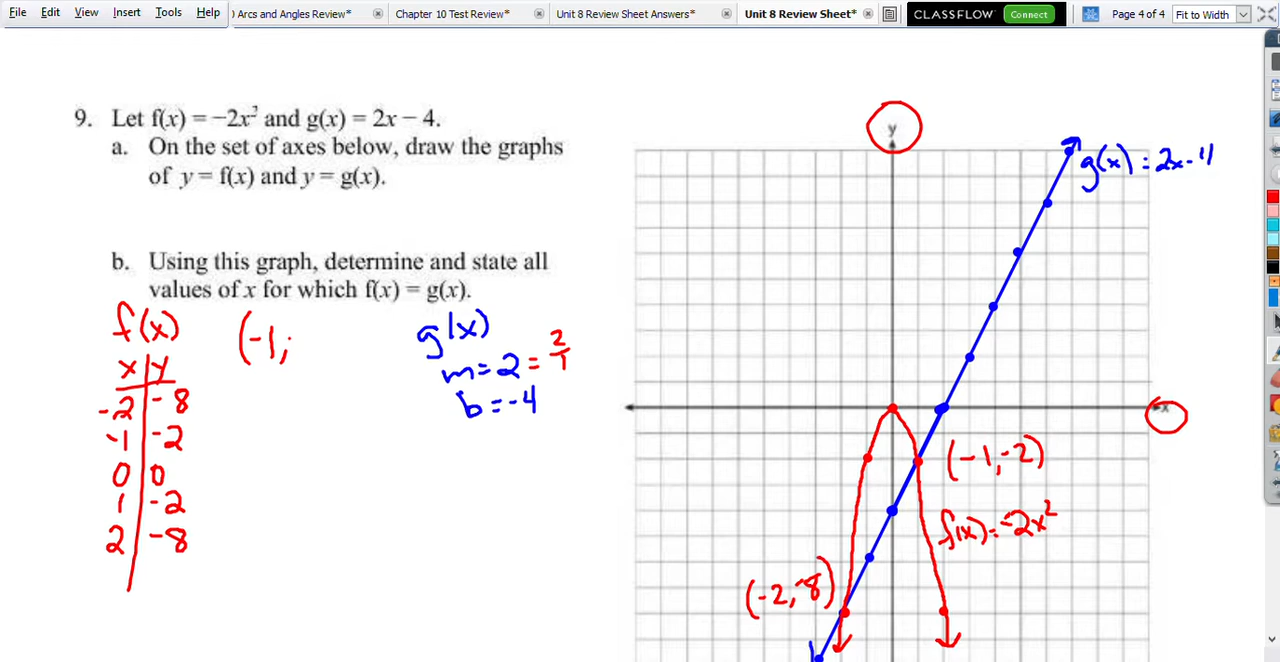 File Edit View Insert Tools Help ) Arcs and Angles Review* Chapter 10 Test Review* Unit 8 Review Sheet Answers* Unit 8 Review Sheet* CLASSFLOW Connect Page 4 of 4 Fit to Width
9. Let f(x) = −2x² and g(x) = 2x − 4.
a. On the set of axes below, draw the graphs
of y = f(x) and y = g(x).
b. Using this graph, determine and state all
values of x for which f(x) = g(x).
f(x)
x y
-2 -8
-1 -2
0 0
1 -2
2 -8
(-1,
g(x)
m = 2 = 2/1
b = -4
y
g(x) = 2x-4
x
(-1,-2)
f(x) = -2x²
(-2,-8)